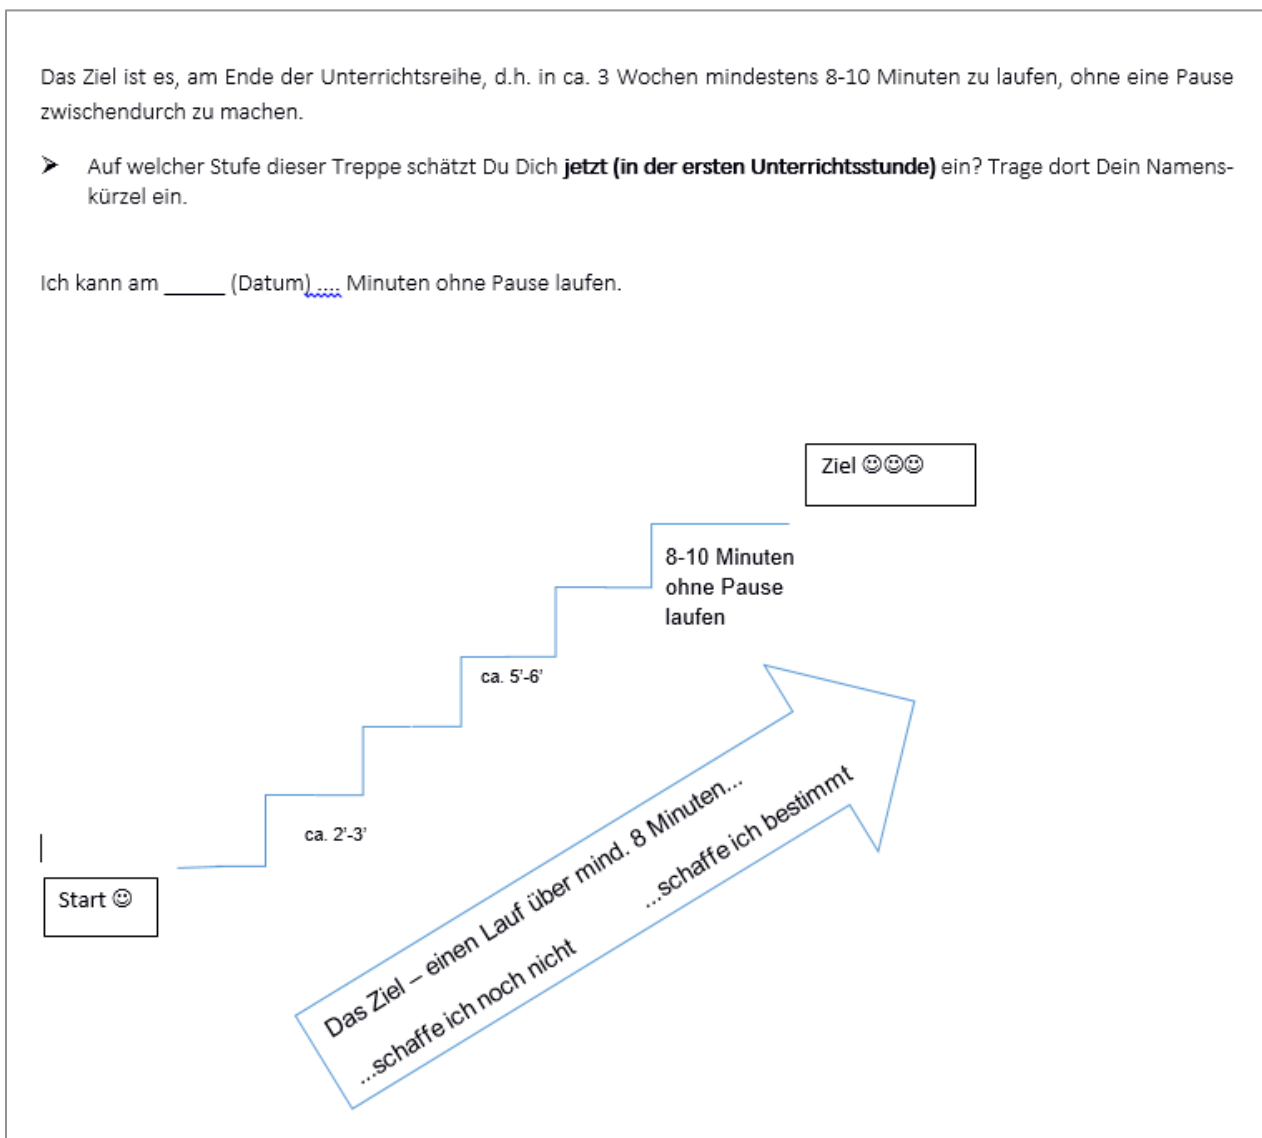 Das Ziel ist es, am Ende der Unterrichtsreihe, d.h. in ca. 3 Wochen mindestens 8-10 Minuten zu laufen, ohne eine Pause
zwischendurch zu machen.
➢ Auf welcher Stufe dieser Treppe schätzt Du Dich jetzt (in der ersten Unterrichtsstunde) ein? Trage dort Dein Namens-
kürzel ein.
Ich kann am _____ (Datum) .... Minuten ohne Pause laufen.
Ziel ☺☺☺
8-10 Minuten
ohne Pause
laufen
ca. 5'-6'
ca. 2'-3'
Start ☺
Das Ziel – einen Lauf über mind. 8 Minuten...
...schaffe ich noch nicht
...schaffe ich bestimmt